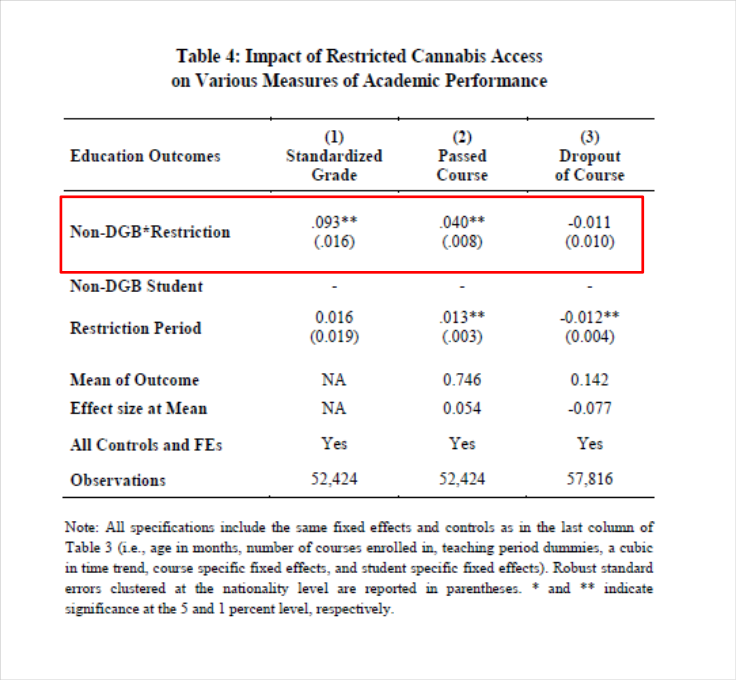 Table 4: Impact of Restricted Cannabis Access
on Various Measures of Academic Performance
Education Outcomes (1) Standardized Grade (2) Passed Course (3) Dropout of Course
Non-DGB*Restriction .093** .040** -0.011
(.016) (.008) (0.010)
Non-DGB Student - - -
Restriction Period 0.016 .013** -0.012**
(0.019) (.003) (0.004)
Mean of Outcome NA 0.746 0.142
Effect size at Mean NA 0.054 -0.077
All Controls and FEs Yes Yes Yes
Observations 52,424 52,424 57,816
Note: All specifications include the same fixed effects and controls as in the last column of
Table 3 (i.e., age in months, number of courses enrolled in, teaching period dummies, a cubic
in time trend, course specific fixed effects, and student specific fixed effects). Robust standard
errors clustered at the nationality level are reported in parentheses. * and ** indicate
significance at the 5 and 1 percent level, respectively.